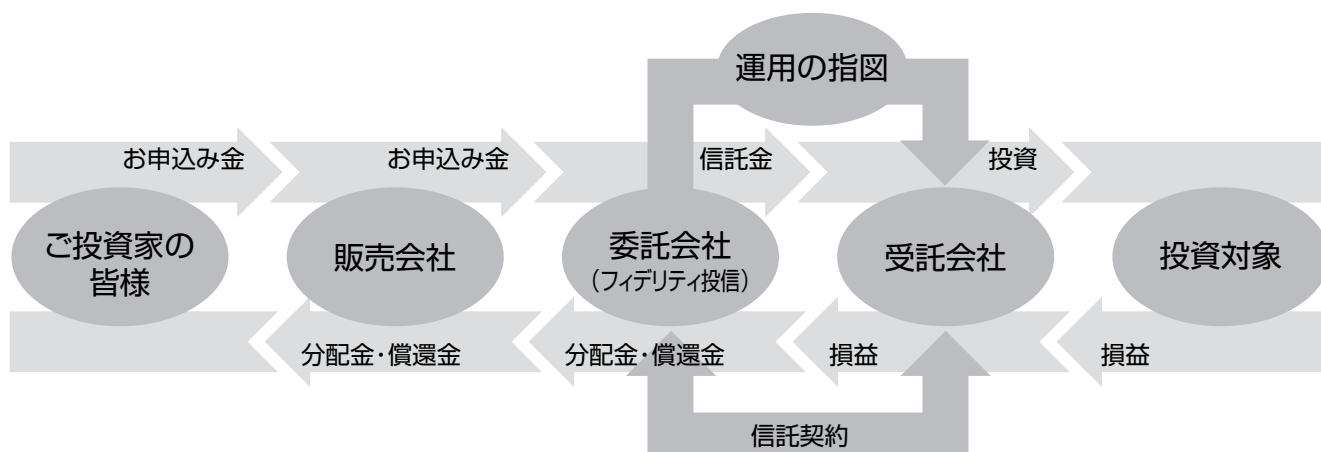 運用の指図
お申込み金
お申込み金
信託金
投資
ご投資家の
皆様
販売会社
委託会社
(フィデリティ投信)
受託会社
投資対象
分配金・償還金
分配金・償還金
損益
損益
信託契約